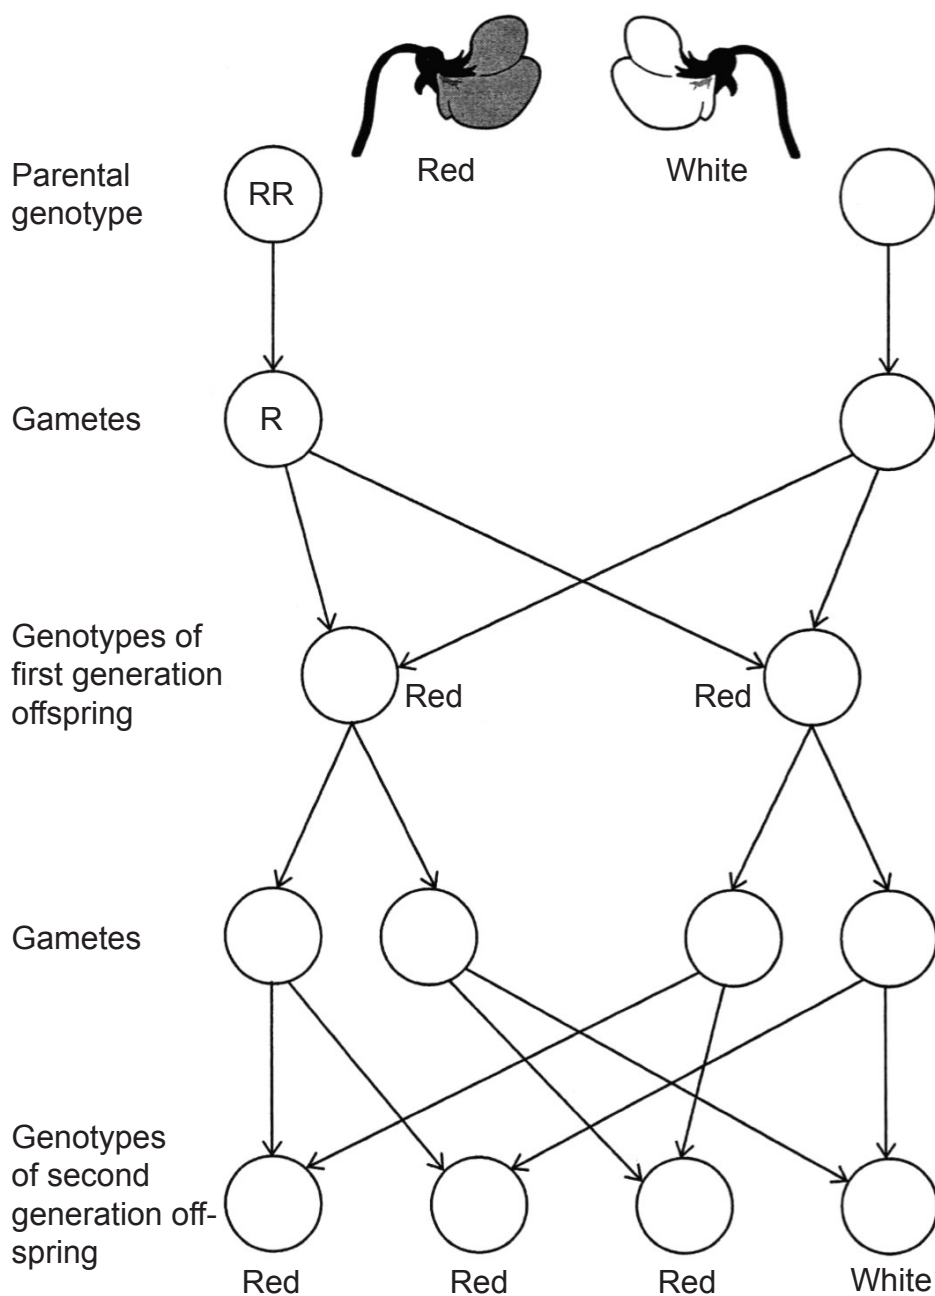 Red
White
Parental
genotype
RR
Gametes
R
Genotypes of
first generation
offspring
Red
Red
Gametes
Genotypes
of second
generation off-
spring
Red
Red
Red
White